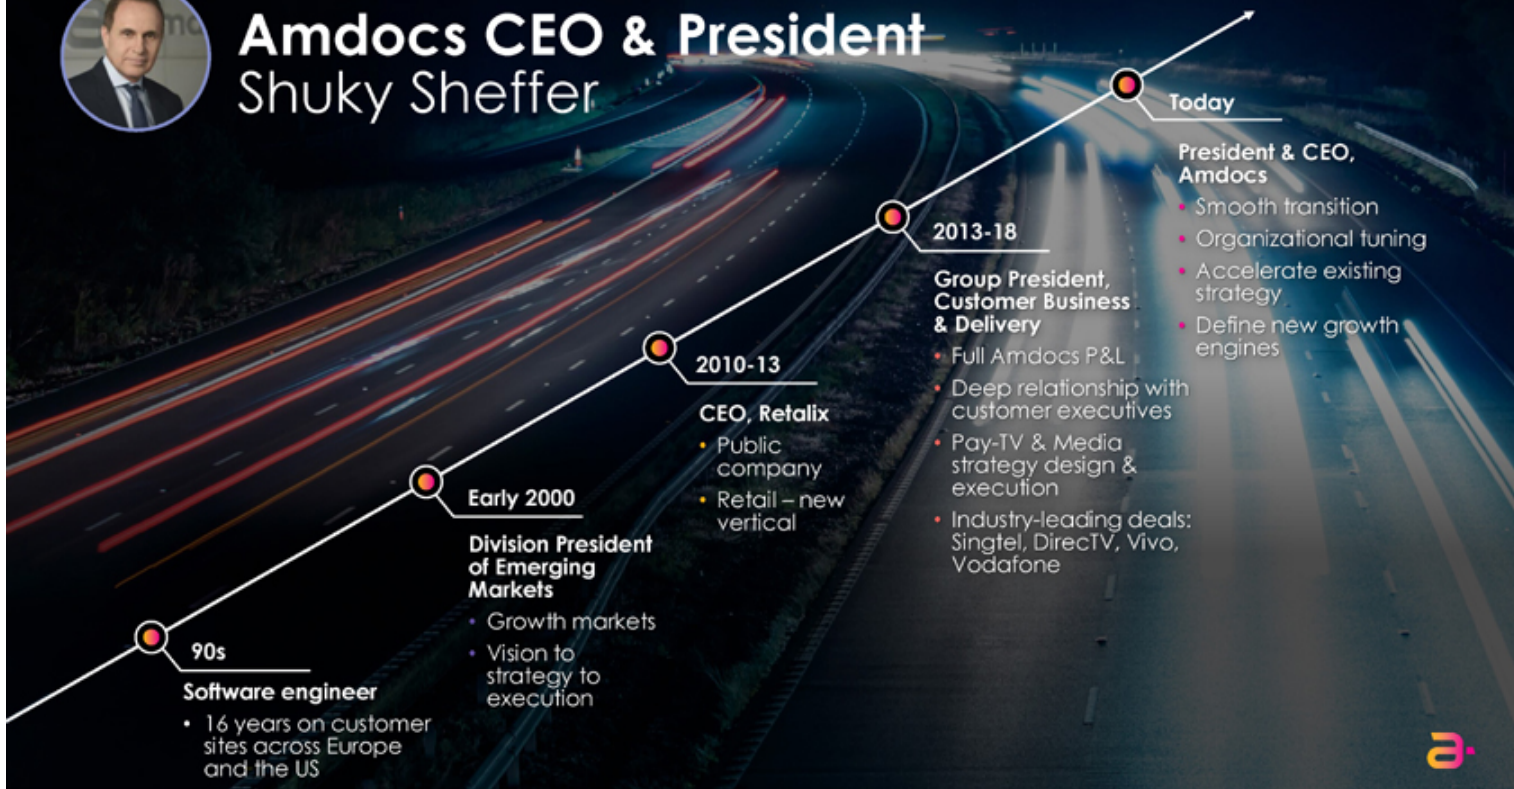 Amdocs CEO & President
Shuky Sheffer
90s
Software engineer
• 16 years on customer
sites across Europe
and the US
Early 2000
Division President
of Emerging
Markets
• Growth markets
• Vision to
strategy to
execution
2010-13
CEO, Retalix
• Public
company
• Retail – new
vertical
2013-18
Group President,
Customer Business
& Delivery
• Full Amdocs P&L
• Deep relationship with
customer executives
• Pay-TV & Media
strategy design &
execution
• Industry-leading deals:
Singtel, DirecTV, Vivo,
Vodafone
Today
President & CEO,
Amdocs
• Smooth transition
• Organizational tuning
• Accelerate existing
strategy
• Define new growth
engines
a